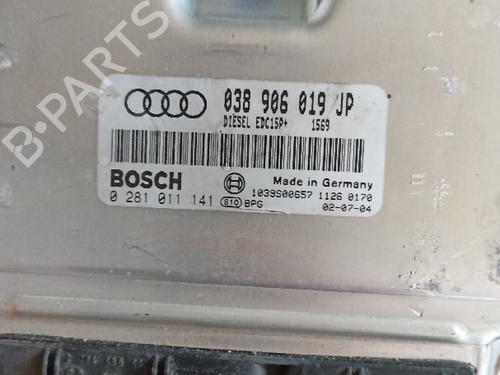 038 906 019 JP
DIESEL EDC15P+ 1569
BOSCH
Made in Germany
0 281 011 141 S10 BPG
1039S00657 1126 0170
02-07-04
B-PARTS